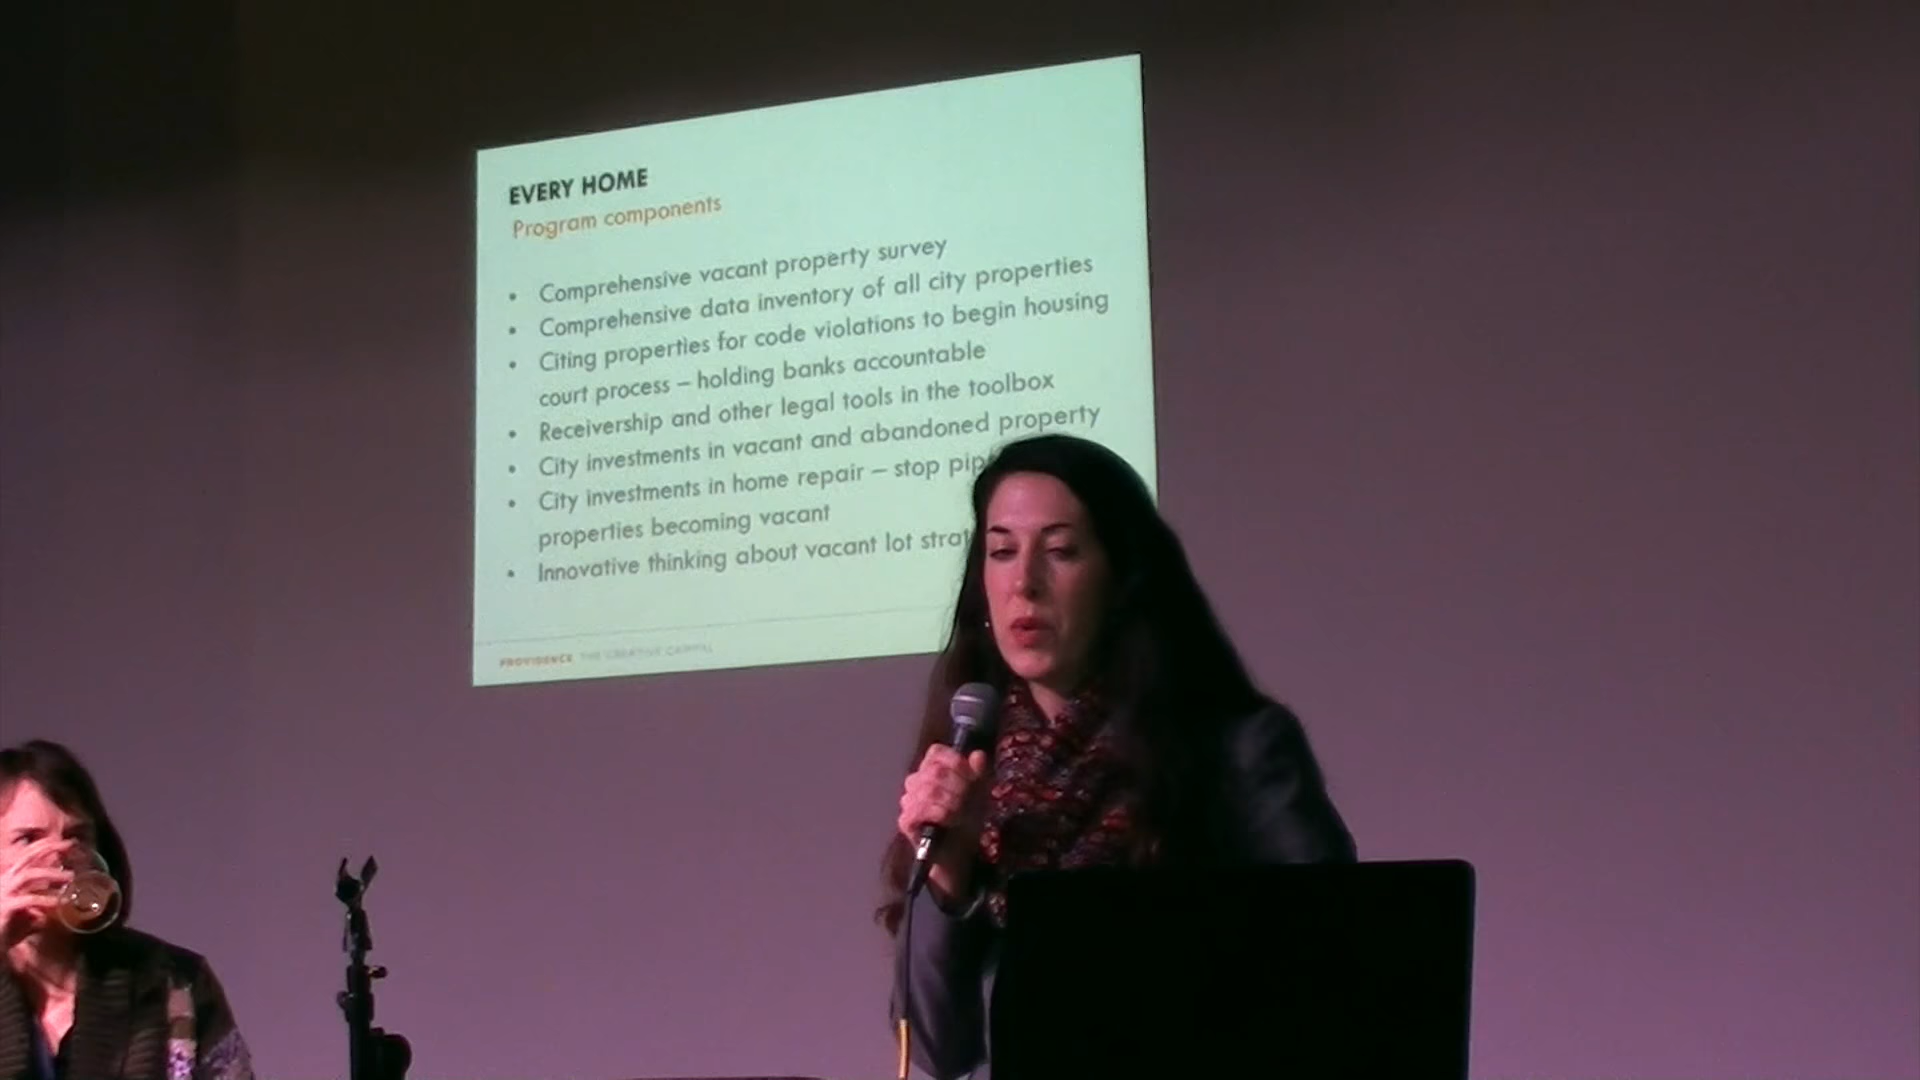 EVERY HOME
Program components
• Comprehensive vacant property survey
• Comprehensive data inventory of all city properties
• Citing properties for code violations to begin housing
court process – holding banks accountable
• Receivership and other legal tools in the toolbox
• City investments in vacant and abandoned property
• City investments in home repair – stop
properties becoming vacant
• Innovative thinking about vacant lot
PROVIDENCE THE CREATIVE CAPITAL